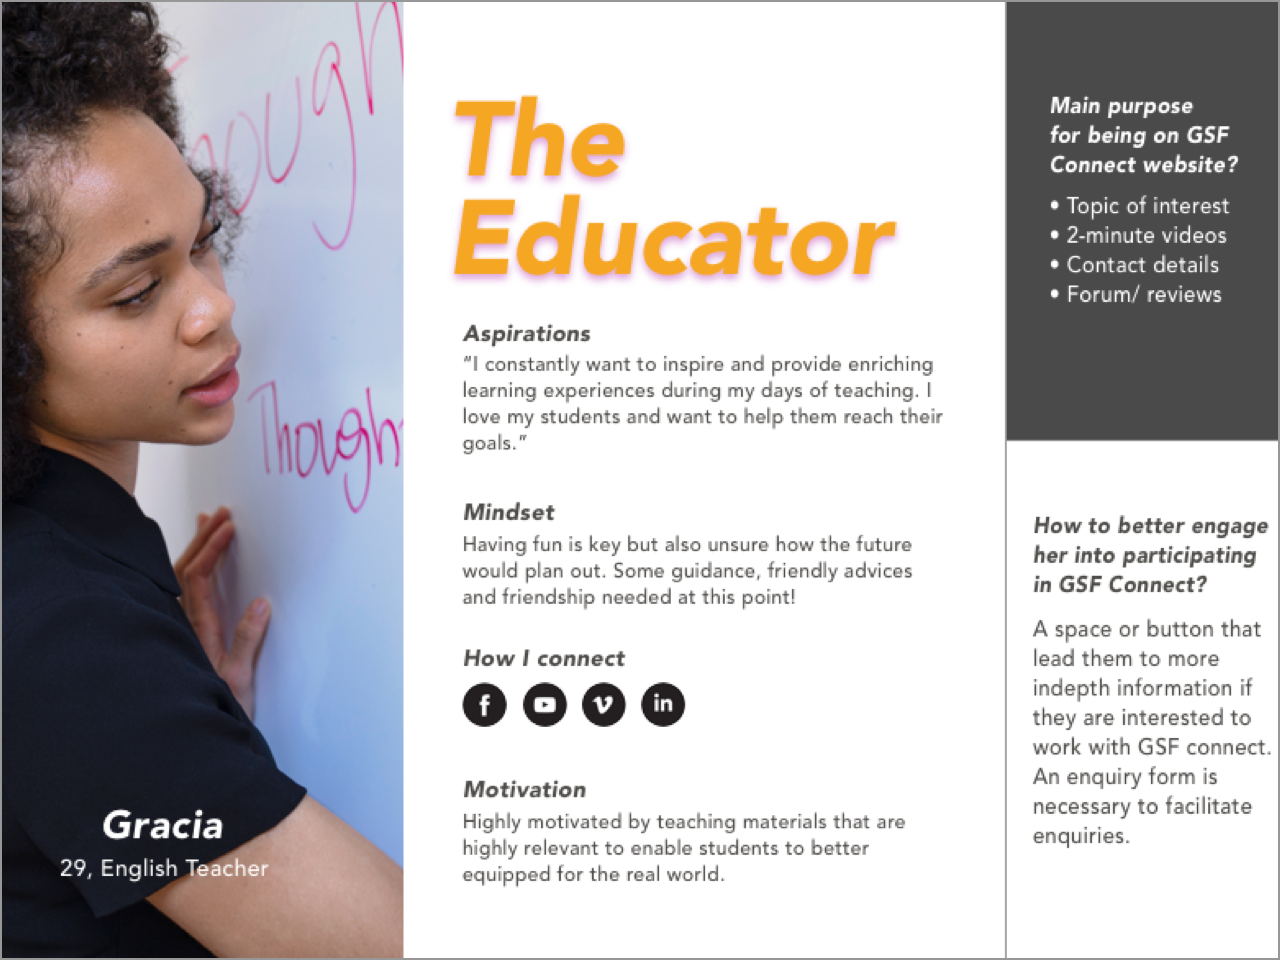 ough
Though
Gracia
29, English Teacher
The
Educator
Aspirations
“I constantly want to inspire and provide enriching
learning experiences during my days of teaching. I
love my students and want to help them reach their
goals.”
Mindset
Having fun is key but also unsure how the future
would plan out. Some guidance, friendly advices
and friendship needed at this point!
How I connect
f v in
Motivation
Highly motivated by teaching materials that are
highly relevant to enable students to better
equipped for the real world.
Main purpose
for being on GSF
Connect website?
• Topic of interest
• 2-minute videos
• Contact details
• Forum/ reviews
How to better engage
her into participating
in GSF Connect?
A space or button that
lead them to more
indepth information if
they are interested to
work with GSF connect.
An enquiry form is
necessary to facilitate
enquiries.